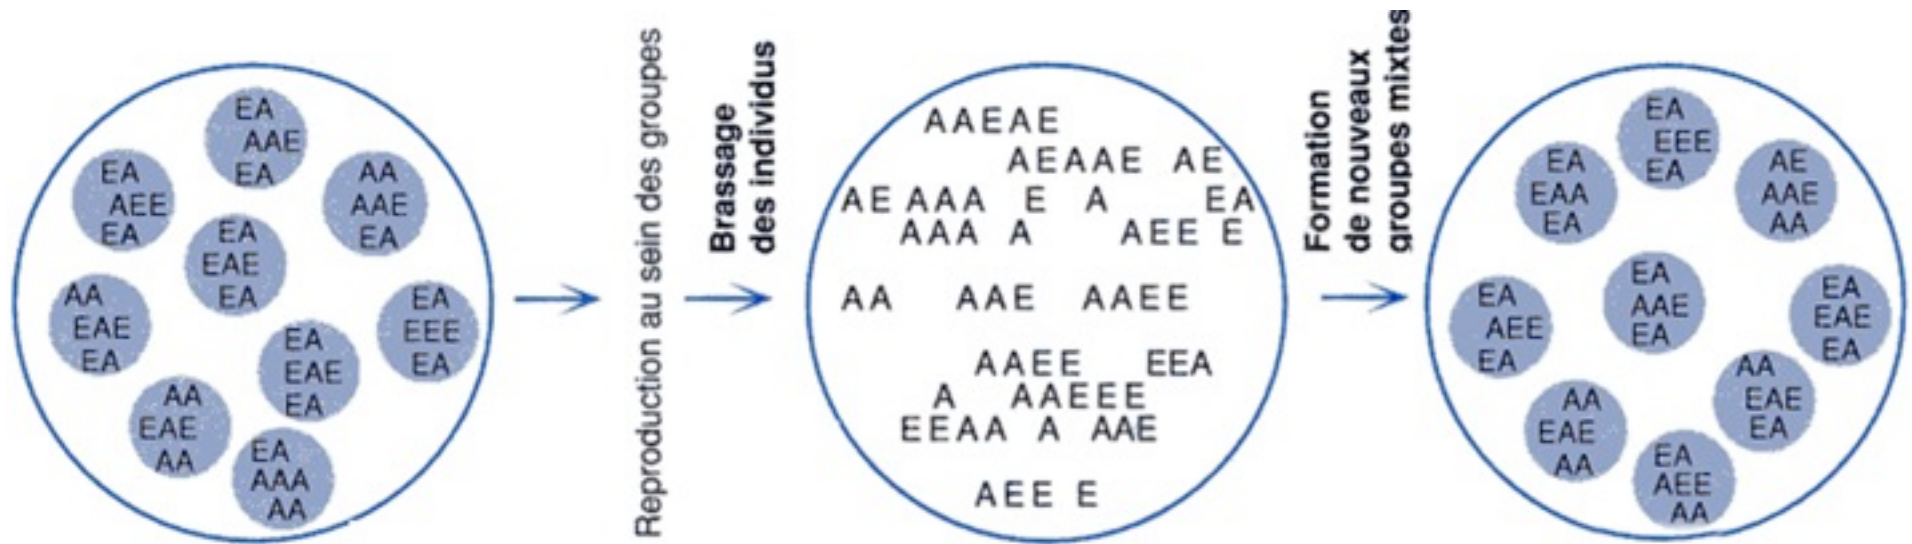 EA
AAE
EA
EA
AEE
EA
AA
AAE
EA
EA
EAE
EA
AA
EAE
EA
EA
EEE
EA
EA
EAE
EA
AA
EAE
AA
EA
AAA
AA
Reproduction au sein des groupes
Brassage
des individus
AAEAE
AEAAE AE
AE AAA E A EA
AAA A AEE E
AA AAE AAEE
AAEE EEA
A AAEEE
EEAA A AAE
AEE E
Formation
de nouveaux
groupes mixtes
EA
EEE
EA
EA
EAA
EA
AE
AAE
AA
EA
AAE
EA
EA
AEE
EA
EA
EAE
EA
AA
EAE
EA
AA
EAE
AA
EA
AEE
AA